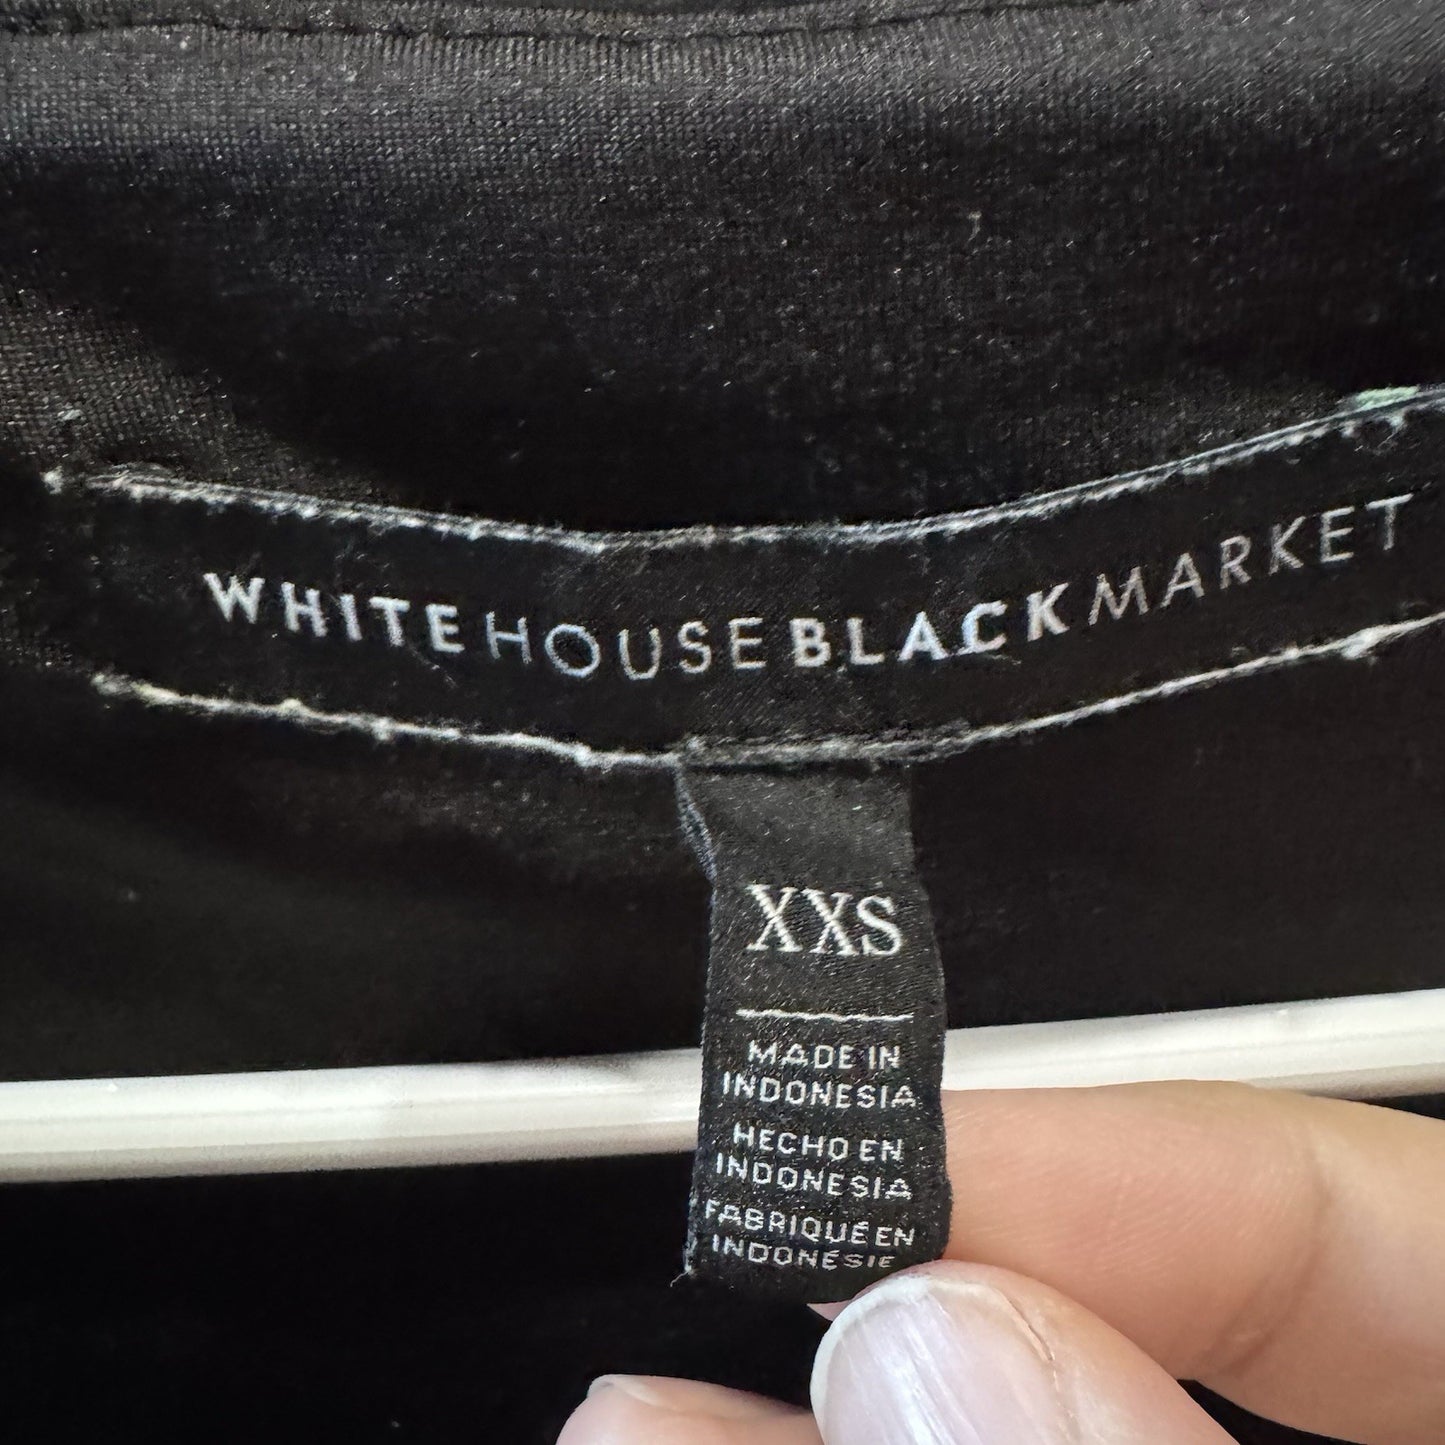 WHITEHOUSEBLACKMARKET
XXS
MADE IN
INDONESIA
HECHO EN
INDONESIA
FABRIQUÉ EN
INDONÉSIE